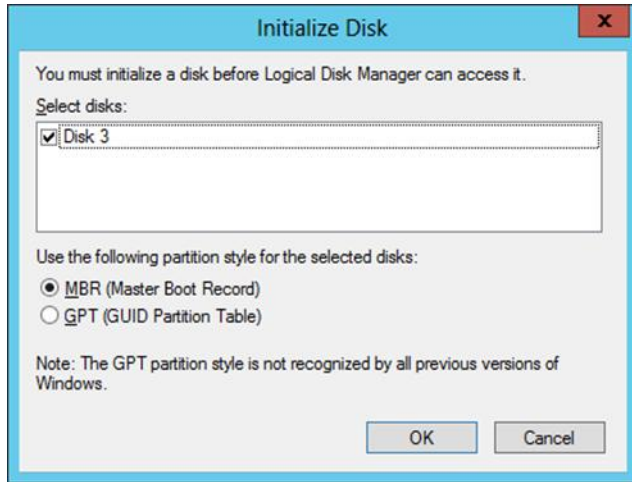 Initialize Disk
x
You must initialize a disk before Logical Disk Manager can access it.
Select disks:
Disk 3
Use the following partition style for the selected disks:
MBR (Master Boot Record)
GPT (GUID Partition Table)
Note: The GPT partition style is not recognized by all previous versions of
Windows.
OK Cancel